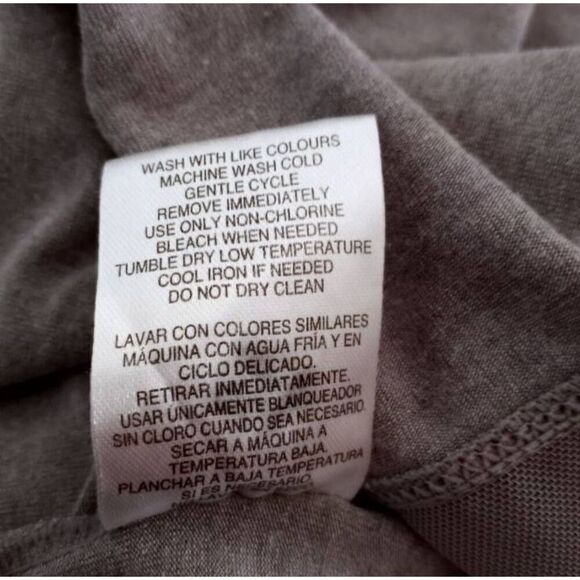 WASH WITH LIKE COLOURS
MACHINE WASH COLD
GENTLE CYCLE
REMOVE IMMEDIATELY
USE ONLY NON-CHLORINE
BLEACH WHEN NEEDED
TUMBLE DRY LOW TEMPERATURE
COOL IRON IF NEEDED
DO NOT DRY CLEAN
LAVAR CON COLORES SIMILARES
MÁQUINA CON AGUA FRÍA Y EN
CICLO DELICADO.
RETIRAR INMEDIATAMENTE.
USAR ÚNICAMENTE BLANQUEADOR
SIN CLORO CUANDO SEA NECESARIO.
SECAR A MÁQUINA A
TEMPERATURA BAJA.
PLANCHAR A BAJA TEMPERATURA
SI ES NECESARIO.